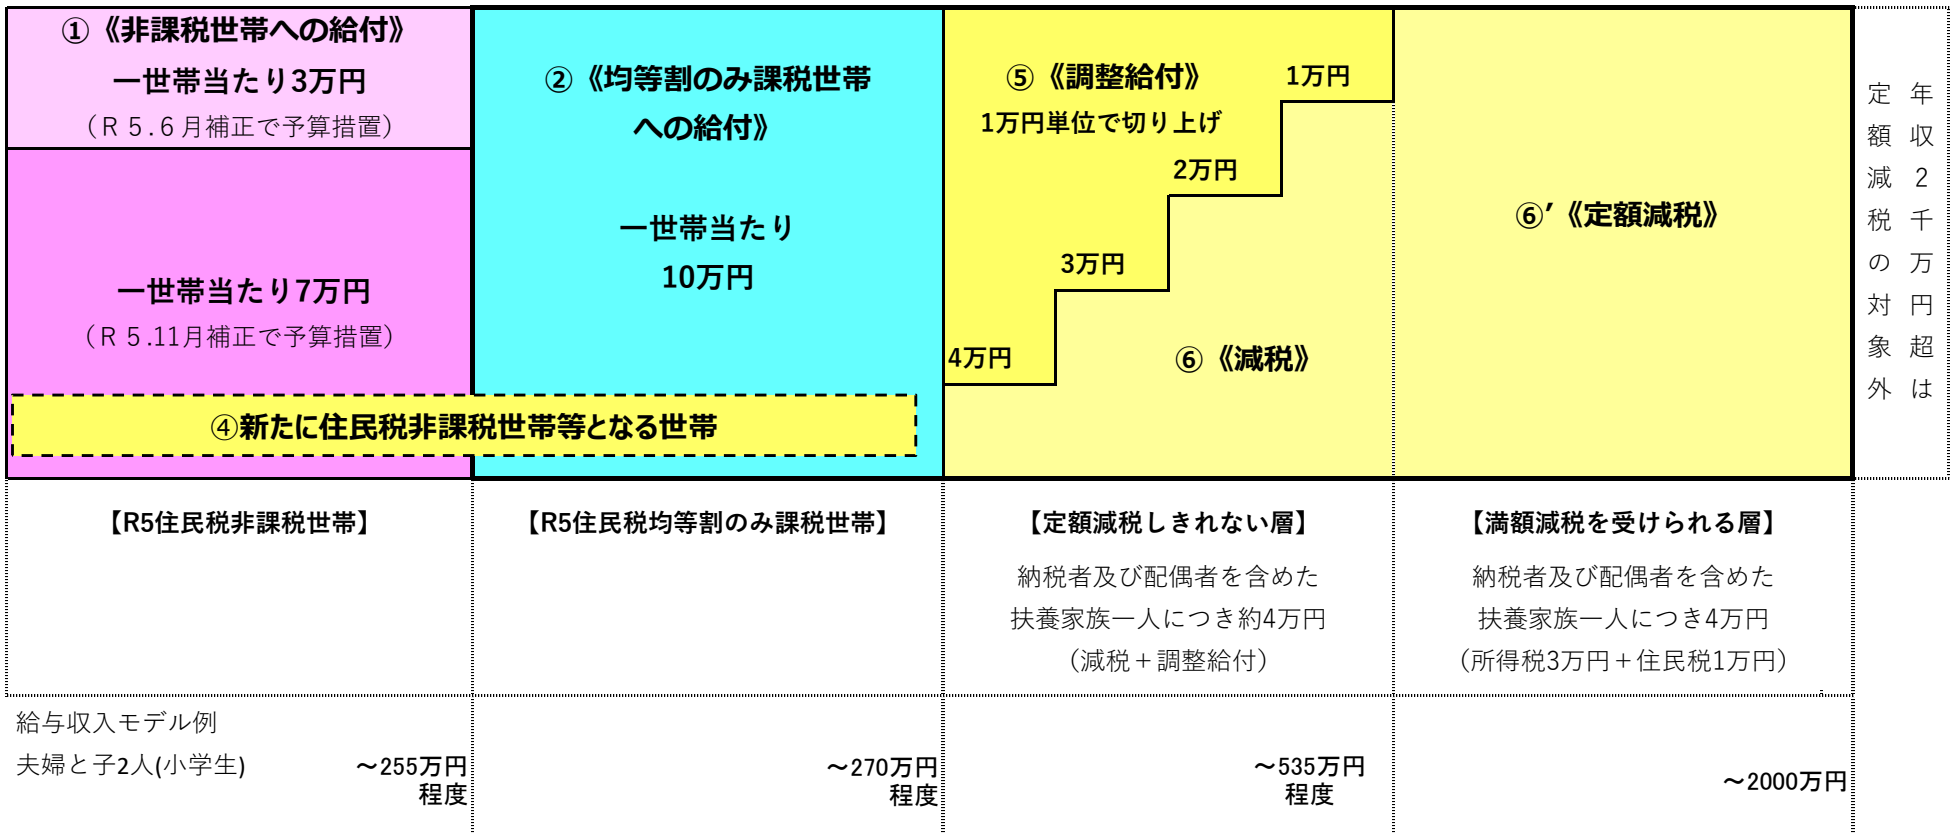 ①《非課税世帯への給付》
一世帯当たり3万円
（R５.６月補正で予算措置）
一世帯当たり7万円
（R５.11月補正で予算措置）
②《均等割のみ課税世帯
への給付》
一世帯当たり
10万円
④新たに住民税非課税世帯等となる世帯
⑤《調整給付》
1万円単位で切り上げ
1万円
2万円
3万円
4万円
⑥《減税》
⑥’《定額減税》
年収２千万円超は
定額減税の対象外
【R5住民税非課税世帯】
【R5住民税均等割のみ課税世帯】
【定額減税しきれない層】
納税者及び配偶者を含めた
扶養家族一人につき約4万円
（減税＋調整給付）
【満額減税を受けられる層】
納税者及び配偶者を含めた
扶養家族一人につき4万円
（所得税3万円＋住民税1万円）
給与収入モデル例
夫婦と子2人(小学生)
～255万円
程度
～270万円
程度
～535万円
程度
～2000万円